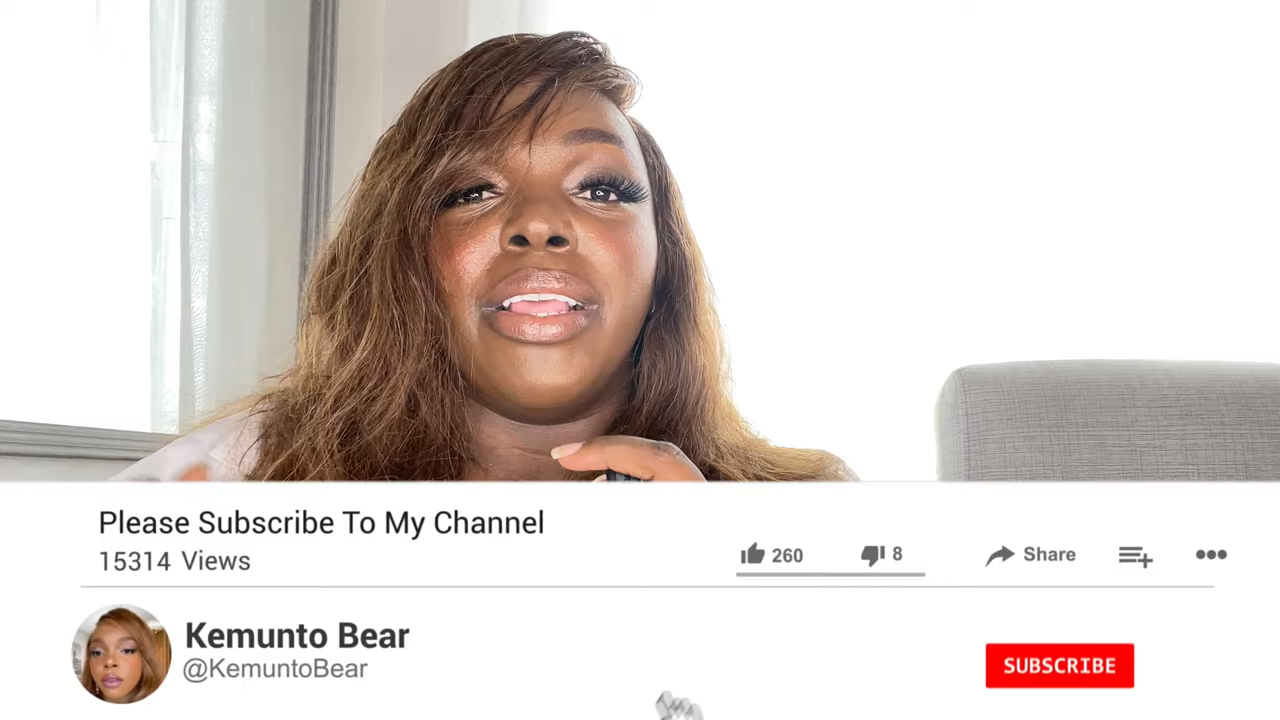 Please Subscribe To My Channel
15314 Views
260
8
Share
Kemunto Bear
@KemuntoBear
SUBSCRIBE